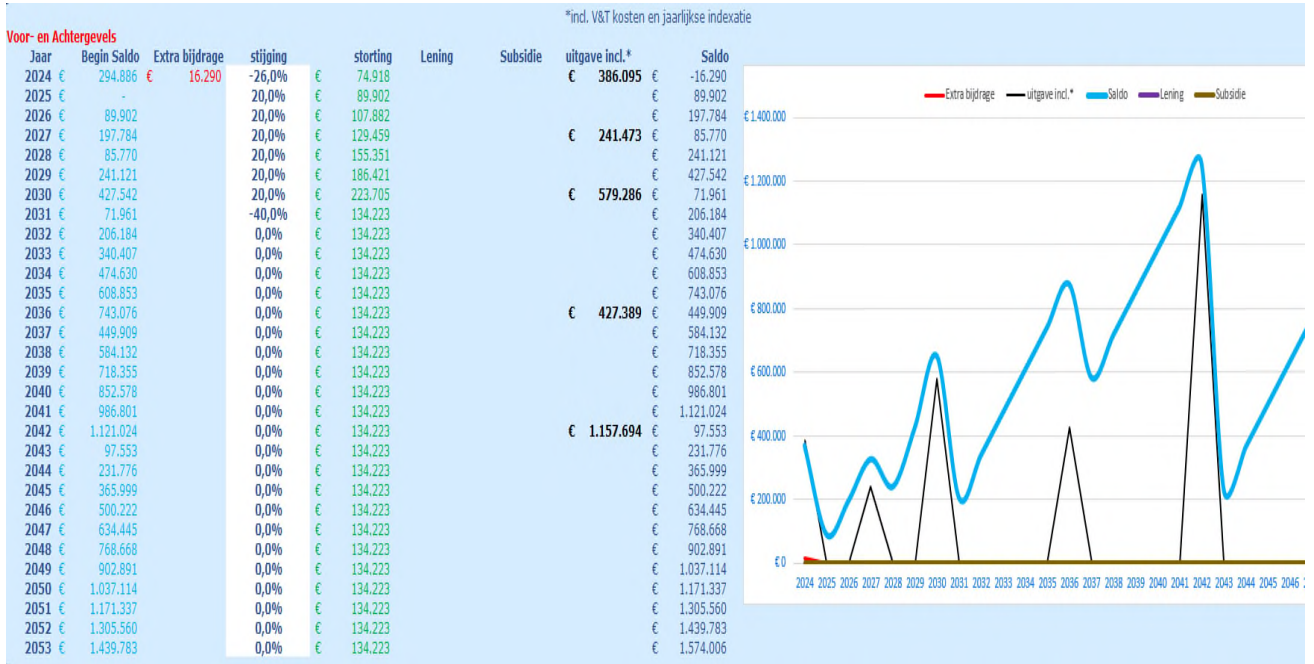 *incl. V&T kosten en jaarlijkse indexatie
Voor- en Achtergevels
Jaar Begin Saldo Extra bijdrage stijging storting Lening Subsidie uitgave incl.* Saldo
2024 € 294.886 € 16.290 -26,0% € 74.918 € 386.095 € -16.290
2025 € - 20,0% € 89.902 € 89.902
2026 € 89.902 20,0% € 107.882 € 197.784
2027 € 197.784 20,0% € 129.459 € 241.473 € 85.770
2028 € 85.770 20,0% € 155.351 € 241.121
2029 € 241.121 20,0% € 186.421 € 427.542
2030 € 427.542 20,0% € 223.705 € 579.286 € 71.961
2031 € 71.961 -40,0% € 134.223 € 206.184
2032 € 206.184 0,0% € 134.223 € 340.407
2033 € 340.407 0,0% € 134.223 € 474.630
2034 € 474.630 0,0% € 134.223 € 608.853
2035 € 608.853 0,0% € 134.223 € 743.076
2036 € 743.076 0,0% € 134.223 € 427.389 € 449.909
2037 € 449.909 0,0% € 134.223 € 584.132
2038 € 584.132 0,0% € 134.223 € 718.355
2039 € 718.355 0,0% € 134.223 € 852.578
2040 € 852.578 0,0% € 134.223 € 986.801
2041 € 986.801 0,0% € 134.223 € 1.121.024
2042 € 1.121.024 0,0% € 134.223 € 1.157.694 € 97.553
2043 € 97.553 0,0% € 134.223 € 231.776
2044 € 231.776 0,0% € 134.223 € 365.999
2045 € 365.999 0,0% € 134.223 € 500.222
2046 € 500.222 0,0% € 134.223 € 634.445
2047 € 634.445 0,0% € 134.223 € 768.668
2048 € 768.668 0,0% € 134.223 € 902.891
2049 € 902.891 0,0% € 134.223 € 1.037.114
2050 € 1.037.114 0,0% € 134.223 € 1.171.337
2051 € 1.171.337 0,0% € 134.223 € 1.305.560
2052 € 1.305.560 0,0% € 134.223 € 1.439.783
2053 € 1.439.783 0,0% € 134.223 € 1.574.006
Extra bijdrage uitgave incl.* Saldo Lening Subsidie
€ 1.400.000
€ 1.200.000
€ 1.000.000
€ 800.000
€ 600.000
€ 400.000
€ 200.000
€ 0
2024 2025 2026 2027 2028 2029 2030 2031 2032 2033 2034 2035 2036 2037 2038 2039 2040 2041 2042 2043 2044 2045 2046